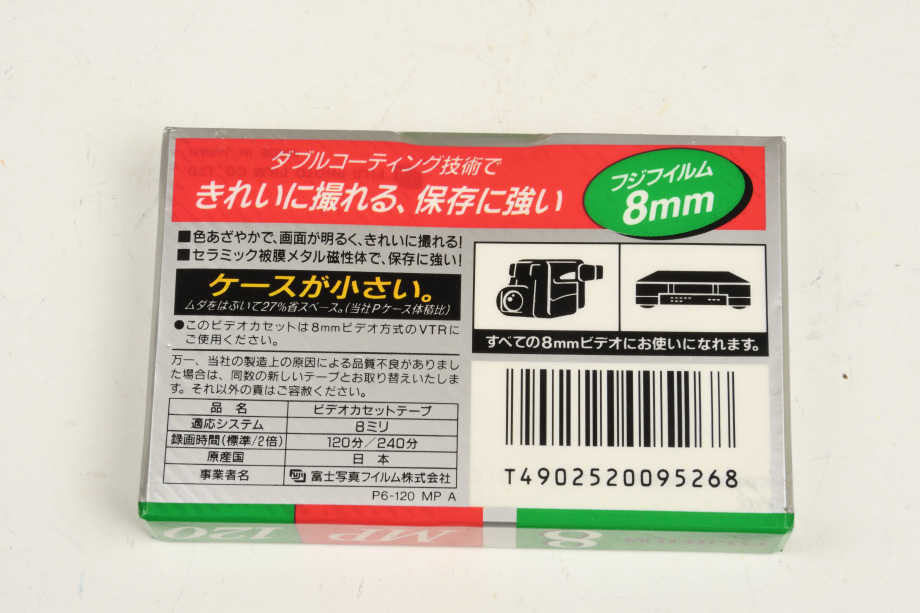 ダブルコーティング技術で
きれいに撮れる、保存に強い
フジフイルム
8mm
■色あざやかで、画面が明るく、きれいに撮れる!
■セラミック被膜メタル磁性体で、保存に強い!
ケースが小さい。
ムダをはぶいて27%省スペース。(当社Pケース体積比)
●このビデオカセットは8mmビデオ方式のVTRに
ご使用ください。
万一、当社の製造上の原因による品質不良がありまし
た場合は、同数の新しいテープとお取り替えいたしま
す。それ以外の責はご容赦ください。
品 名 ビデオカセットテープ
適応システム 8ミリ
録画時間(標準/2倍) 120分/240分
原産国 日 本
事業者名 FUJI 富士写真フイルム株式会社
P6-120 MP A
すべての8mmビデオにお使いになれます。
T4902520095268
120
MP
8